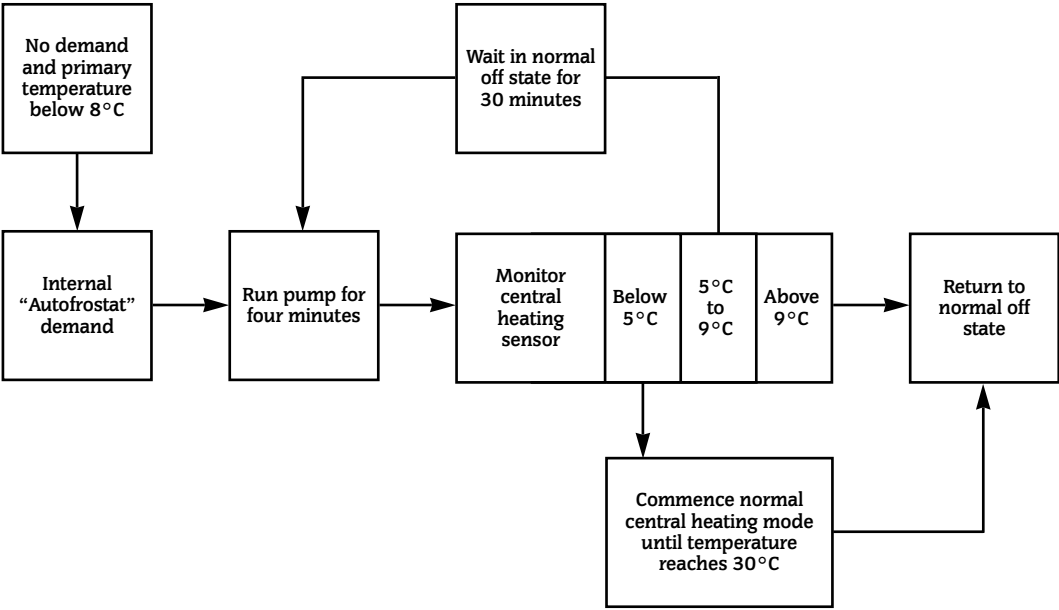 No demand
and primary
temperature
below 8°C
Wait in normal
off state for
30 minutes
Internal
“Autofrostat”
demand
Run pump for
four minutes
Monitor
central
heating
sensor
Below
5°C
5°C
to
9°C
Above
9°C
Return to
normal off
state
Commence normal
central heating mode
until temperature
reaches 30°C